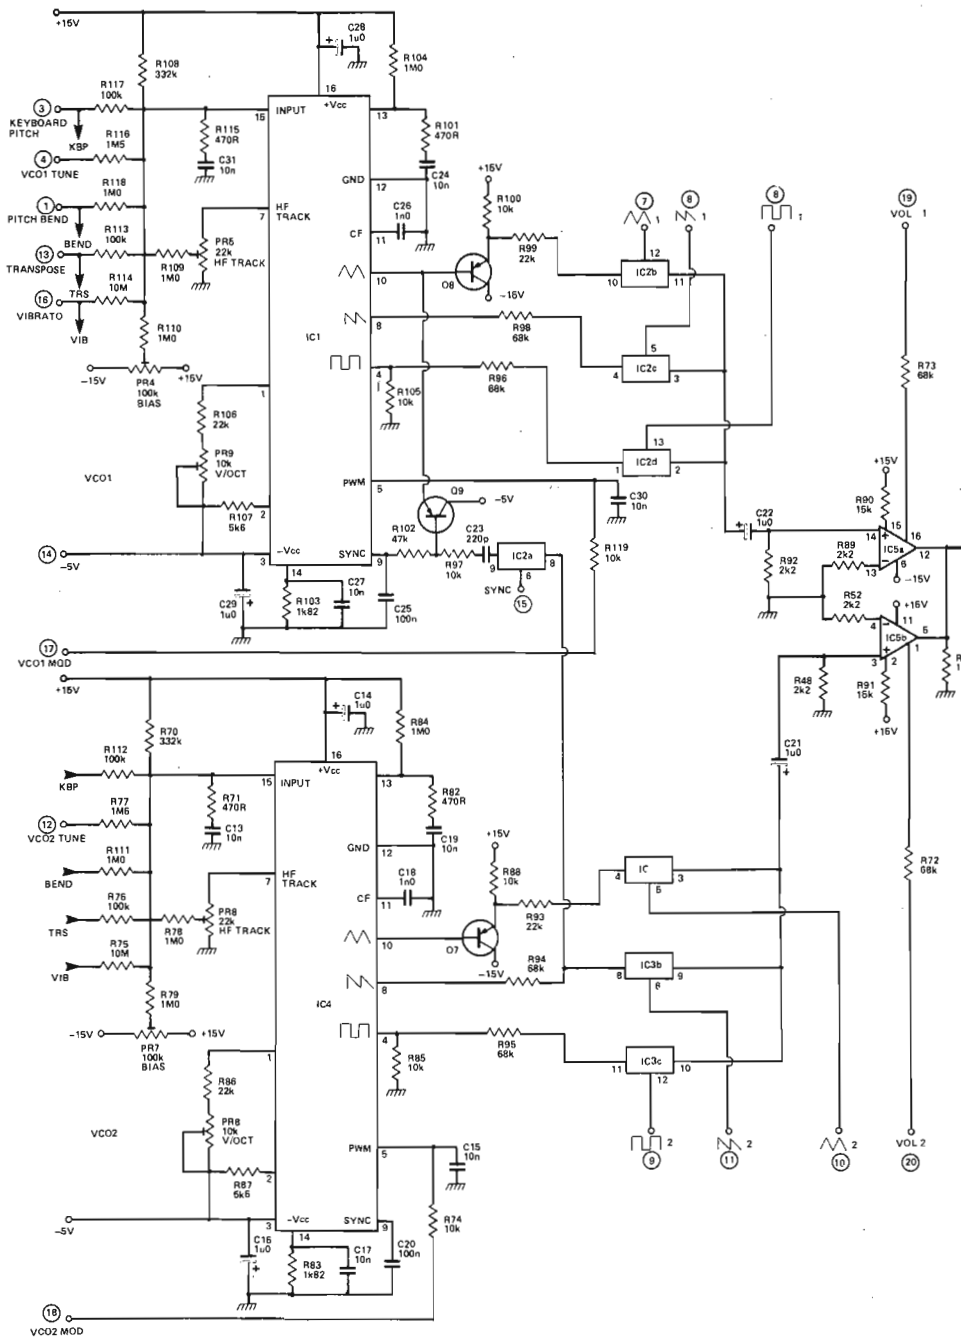 +15V
C28
1u0
R104
1M0
R108
332k
16
+Vcc
R117
100k
3
KEYBOARD
PITCH
KBP
15
INPUT
13
R115
470R
C31
10n
R101
470R
C24
10n
R116
1M5
4
VCO1 TUNE
GND
12
+15V
R100
10k
R118
1M0
1
PITCH BEND
BEND
HF
TRACK
7
C26
1n0
CF
11
R99
22k
7
1
8
1
8
1
19
VOL 1
R113
100k
13
TRANSPOSE
TRS
R109
1M0
PR5
22k
HF TRACK
12
IC2b
10
11
10
Q8
-15V
R114
10M
16
VIBRATO
VIB
R110
1M0
IC1
8
R98
68k
5
IC2c
4
3
R73
68k
-15V
+15V
PR4
100k
BIAS
4
R96
68k
R105
10k
1
R106
22k
PR9
10k
V/OCT
13
IC2d
1
2
VCO1
PWM
5
C30
10n
+15V
R90
15k
R107
5k6
2
Q9
-5V
C22
1u0
14
15
16
IC5a
12
13
6
-15V
R102
47k
C23
220p
R97
10k
IC2a
9
8
6
SYNC
15
R119
10k
R92
2k2
R89
2k2
14
-5V
3
-Vcc
14
SYNC
9
R103
1k82
C27
10n
C25
100n
C29
1u0
R52
2k2
+15V
11
4
IC5b
5
3
2
1
17
VCO1 MOD
R48
2k2
R91
15k
+15V
+15V
C14
1u0
R84
1M0
R70
332k
16
+Vcc
C21
1u0
R112
100k
KBP
15
INPUT
13
R71
470R
C13
10n
R82
470R
C19
10n
R77
1M5
12
VCO2 TUNE
GND
12
+15V
R88
10k
R111
1M0
BEND
HF
TRACK
7
C18
1n0
CF
11
IC
4
3
5
R72
68k
R76
100k
TRS
R78
1M0
PR8
22k
HF TRACK
R93
22k
10
Q7
-15V
R75
10M
VIB
R79
1M0
R94
68k
8
IC3b
8
9
6
IC4
-15V
+15V
PR7
100k
BIAS
4
R95
68k
R85
10k
IC3c
11
10
12
1
R86
22k
PR8
10k
V/OCT
VCO2
PWM
5
C15
10n
2
9
2
11
2
10
VOL 2
20
R87
5k6
2
R74
10k
-5V
3
-Vcc
14
SYNC
9
C16
1u0
R83
1k82
C17
10n
C20
100n
18
VCO2 MOD